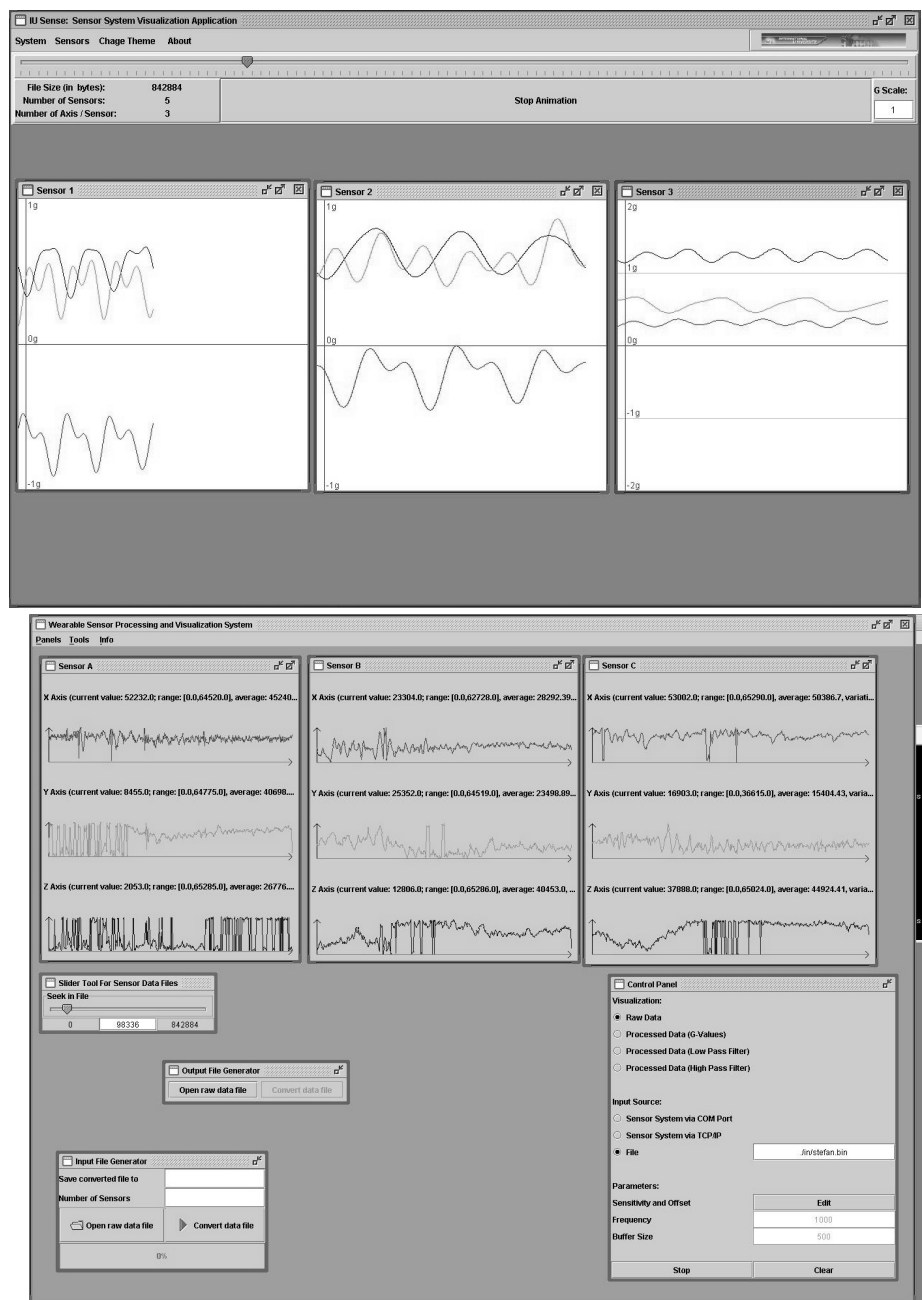 IU Sense: Sensor System Visualization Application
System Sensors Chage Theme About
File Size (in bytes): 842884
Number of Sensors: 5
Number of Axis / Sensor: 3
Stop Animation
G Scale:
1
Sensor 1
1g
0g
-1g
Sensor 2
1g
0g
-1g
Sensor 3
2g
1g
0g
-1g
-2g
Wearable Sensor Processing and Visualization System
Panels Tools Info
Sensor A
X Axis (current value: 52232.0; range: [0.0,64520.0], average: 45240...
Y Axis (current value: 8455.0; range: [0.0,64775.0], average: 40698....
Z Axis (current value: 2053.0; range: [0.0,65285.0], average: 26776....
Sensor B
X Axis (current value: 23304.0; range: [0.0,62728.0], average: 28292.39...
Y Axis (current value: 25352.0; range: [0.0,64519.0], average: 23498.89...
Z Axis (current value: 12806.0; range: [0.0,65286.0], average: 40453.0, ...
Sensor C
X Axis (current value: 53002.0; range: [0.0,65290.0], average: 50386.7, variati...
Y Axis (current value: 16903.0; range: [0.0,36615.0], average: 15404.43, varia...
Z Axis (current value: 37888.0; range: [0.0,65024.0], average: 44924.41, varia...
Slider Tool For Sensor Data Files
Seek in File
0 98336 842884
Output File Generator
Open raw data file Convert data file
Input File Generator
Save converted file to
Number of Sensors
Open raw data file Convert data file
0%
Control Panel
Visualization:
Raw Data
Processed Data (G-Values)
Processed Data (Low Pass Filter)
Processed Data (High Pass Filter)
Input Source:
Sensor System via COM Port
Sensor System via TCP/IP
File ./in/stefan.bin
Parameters:
Sensitivity and Offset Edit
Frequency 1000
Buffer Size 500
Stop Clear